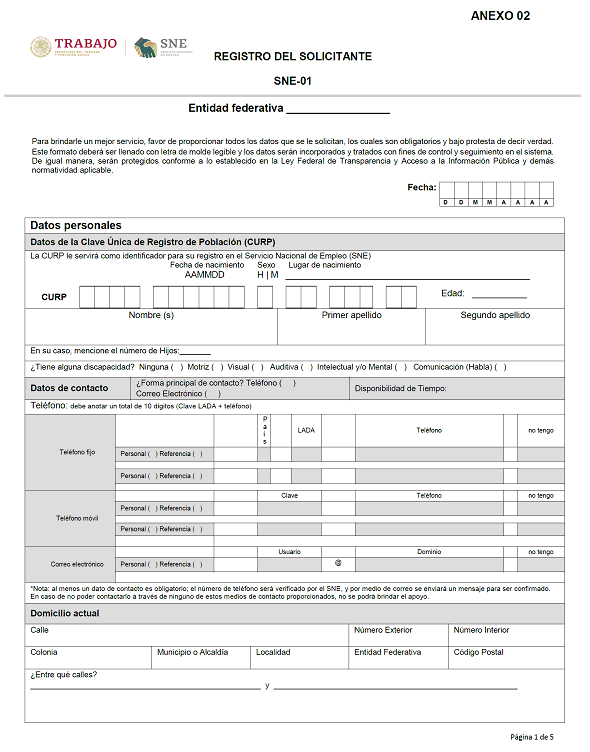 ANEXO 02
TRABAJO
SECRETARÍA DEL TRABAJO Y PREVISIÓN SOCIAL
SNE
SERVICIO NACIONAL DE EMPLEO
REGISTRO DEL SOLICITANTE
SNE-01
Entidad federativa _________________
Para brindarle un mejor servicio, favor de proporcionar todos los datos que se le solicitan, los cuales son obligatorios y bajo protesta de decir verdad.
Este formato deberá ser llenado con letra de molde legible y los datos serán incorporados y tratados con fines de control y seguimiento en el sistema.
De igual manera, serán protegidos conforme a lo establecido en la Ley Federal de Transparencia y Acceso a la Información Pública y demás
normatividad aplicable.
Fecha:
D D M M A A A A
Datos personales
Datos de la Clave Única de Registro de Población (CURP)
La CURP le servirá como identificador para su registro en el Servicio Nacional de Empleo (SNE)
Fecha de nacimiento Sexo Lugar de nacimiento
AAMMDD H | M
CURP Edad: __________
Nombre (s) Primer apellido Segundo apellido
En su caso, mencione el número de Hijos:_______
¿Tiene alguna discapacidad? Ninguna ( ) Motriz ( ) Visual ( ) Auditiva ( ) Intelectual y/o Mental ( ) Comunicación (Habla) ( )
Datos de contacto ¿Forma principal de contacto? Teléfono ( ) Disponibilidad de Tiempo:
Correo Electrónico ( )
Teléfono: debe anotar un total de 10 dígitos (Clave LADA + teléfono)
País LADA Teléfono no tengo
Teléfono fijo Personal ( ) Referencia ( )
Personal ( ) Referencia ( )
Clave Teléfono no tengo
Teléfono móvil Personal ( ) Referencia ( )
Personal ( ) Referencia ( )
Usuario Dominio no tengo
Correo electrónico Personal ( ) Referencia ( ) @
*Nota: al menos un dato de contacto es obligatorio; el número de teléfono será verificado por el SNE, y por medio de correo se enviará un mensaje para ser confirmado.
En caso de no poder contactarlo a través de ninguno de estos medios de contacto proporcionados, no se podrá brindar el apoyo.
Domicilio actual
Calle Número Exterior Número Interior
Colonia Municipio o Alcaldía Localidad Entidad Federativa Código Postal
¿Entre qué calles?
y
Página 1 de 5